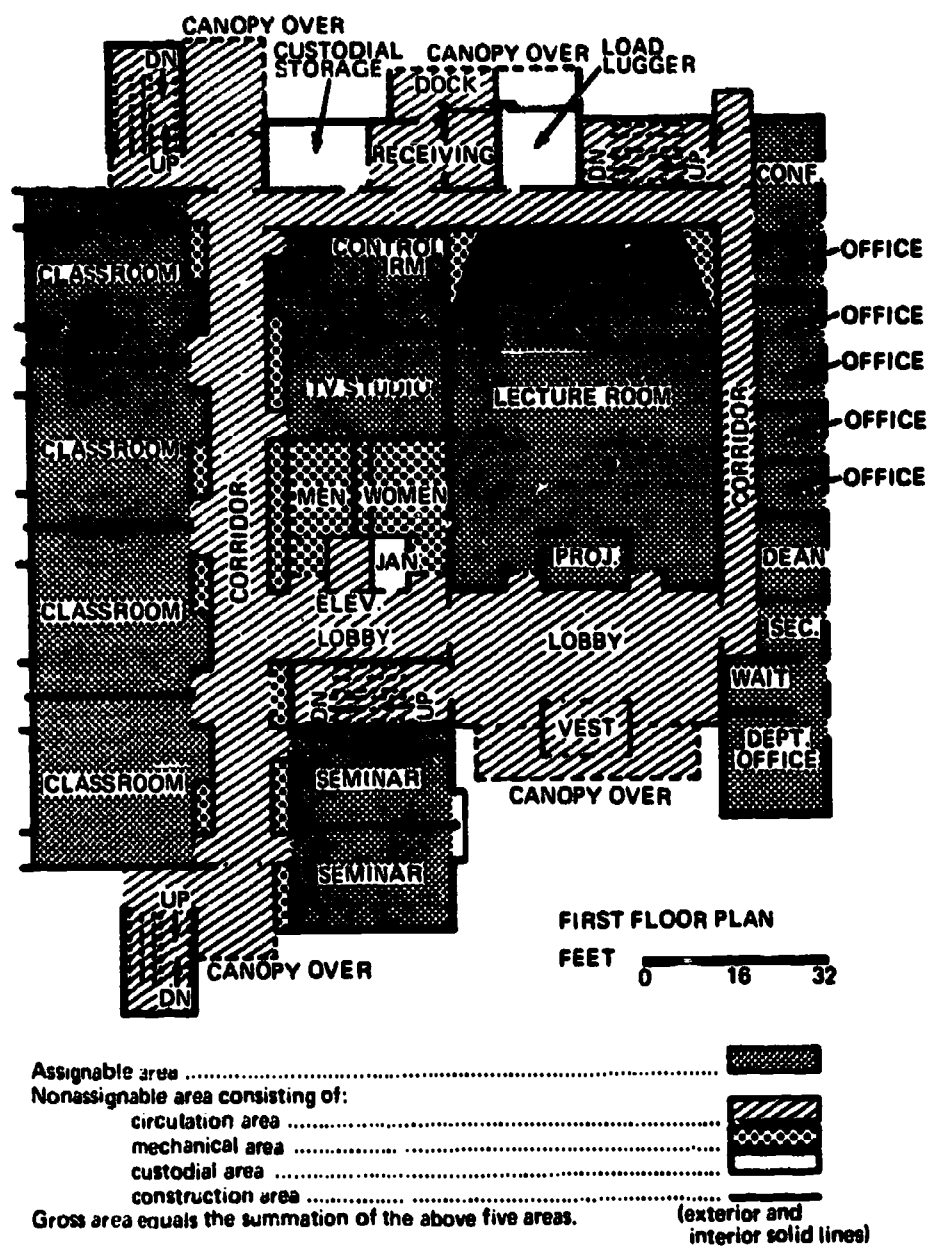 CANOPY OVER
CUSTODIAL
STORAGE
CANOPY OVER
LOAD
LUGGER
DN
DOCK
UP
RECEIVING
DN
UP
CONF.
CONTROL
RM
OFFICE
CLASSROOM
OFFICE
OFFICE
TV STUDIO
LECTURE ROOM
OFFICE
CORRIDOR
CLASSROOM
OFFICE
MEN
WOMEN
CORRIDOR
JAN.
PROJ.
DEAN
CLASSROOM
ELEV.
LOBBY
LOBBY
SEC.
WAIT
DN
UP
VEST
DEPT.
OFFICE
CLASSROOM
SEMINAR
CANOPY OVER
SEMINAR
UP
FIRST FLOOR PLAN
FEET
0 16 32
CANOPY OVER
DN
Assignable area
Nonassignable area consisting of:
circulation area
mechanical area
custodial area
construction area
Gross area equals the summation of the above five areas. (exterior and
interior solid lines)